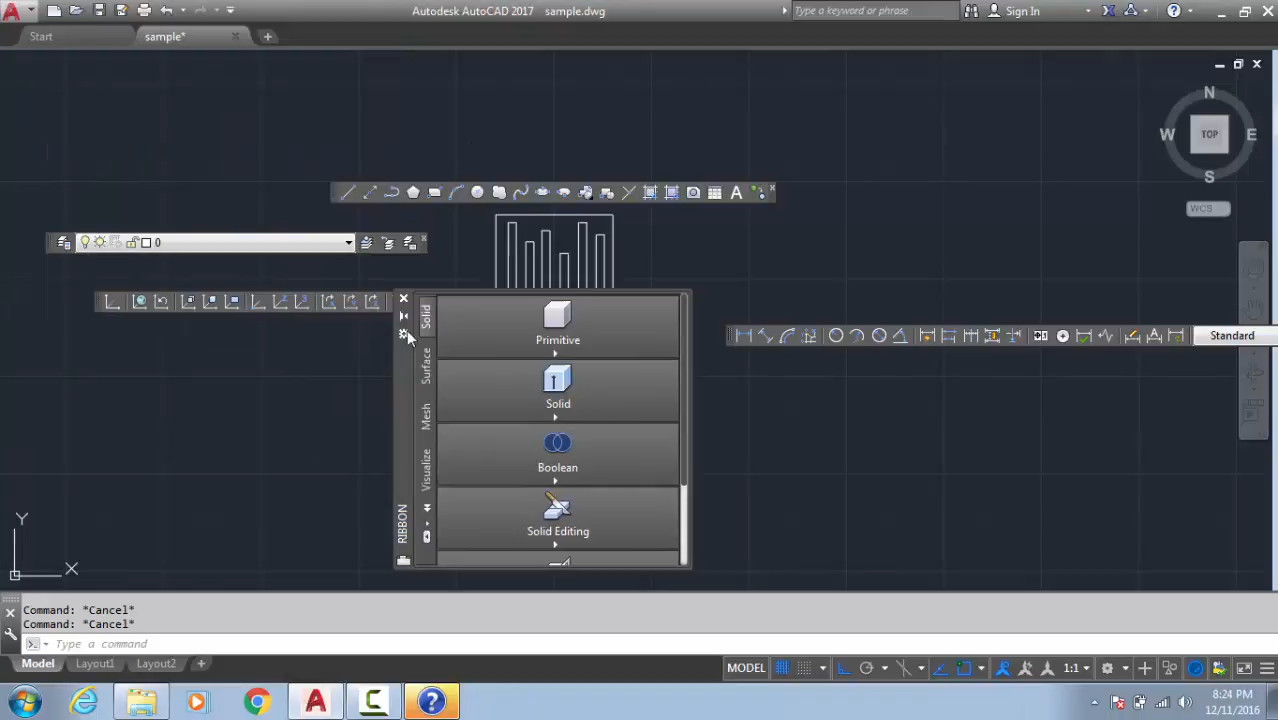 Autodesk AutoCAD 2017 sample.dwg
Type a keyword or phrase
Sign In
Start
sample*
N
W
TOP
E
S
WCS
0
Standard
Solid
Surface
Mesh
Visualize
RIBBON
Primitive
Solid
Boolean
Solid Editing
Y
X
Command: *Cancel*
Command: *Cancel*
Type a command
Model
Layout1
Layout2
MODEL
1:1
8:24 PM
12/11/2016